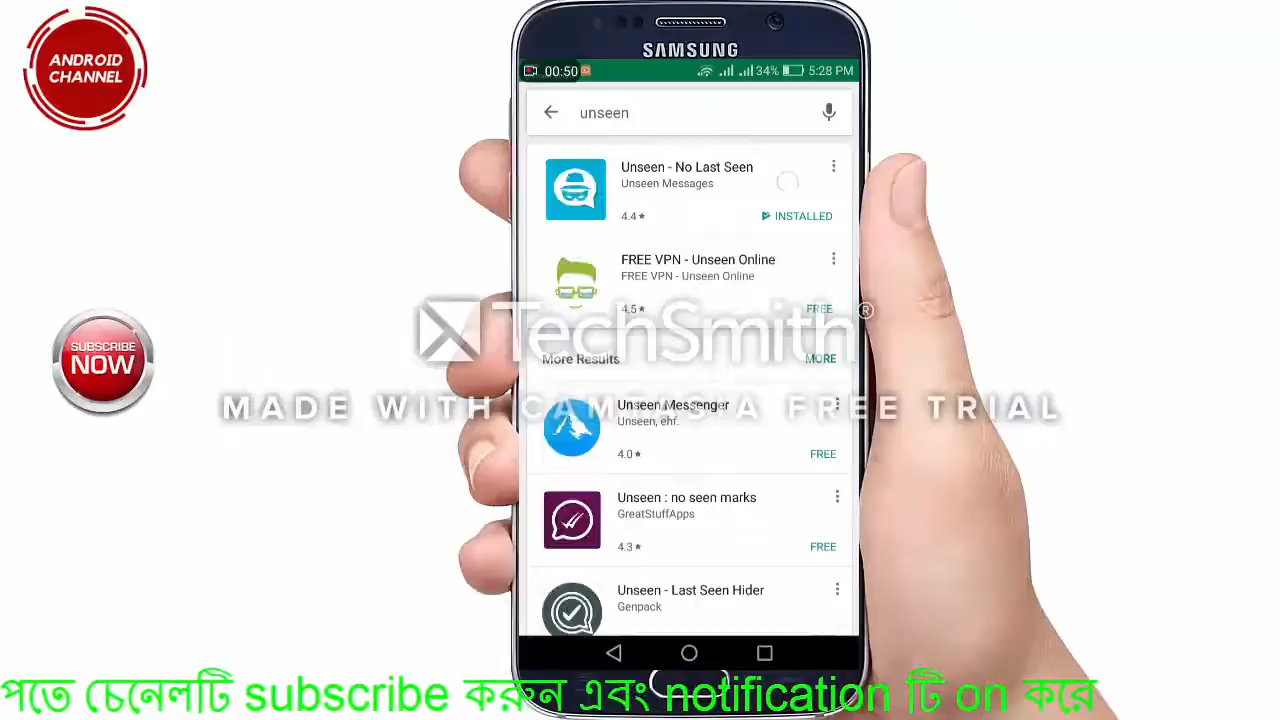 ANDROID
CHANNEL
SAMSUNG
00:50
34% 5:28 PM
unseen
Unseen - No Last Seen
Unseen Messages
4.4★ INSTALLED
FREE VPN - Unseen Online
FREE VPN - Unseen Online
4.5★ FREE
TechSmith®
SUBSCRIBE
NOW
More Results MORE
MADE WITH CAMTASIA FREE TRIAL
Unseen Messenger
Unseen, ehf.
4.0★ FREE
Unseen : no seen marks
GreatStuffApps
4.3★ FREE
Unseen - Last Seen Hider
Genpack
পতে চেনেলটি subscribe করুন এবং notification টি on করে